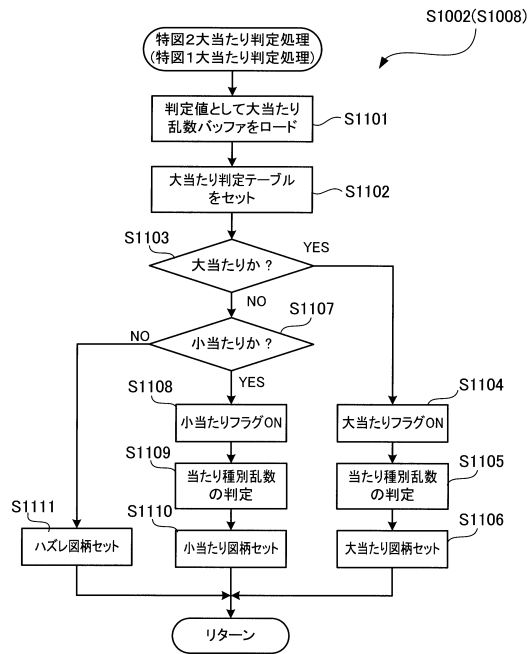 S1002(S1008)
特図2大当たり判定処理
(特図1大当たり判定処理)
判定値として大当たり
乱数バッファをロード
S1101
大当たり判定テーブル
をセット
S1102
S1103
大当たりか?
YES
NO
S1107
小当たりか?
NO
YES
S1108
小当たりフラグON
S1104
大当たりフラグON
S1109
当たり種別乱数
の判定
S1105
当たり種別乱数
の判定
S1111
ハズレ図柄セット
S1110
小当たり図柄セット
S1106
大当たり図柄セット
リターン